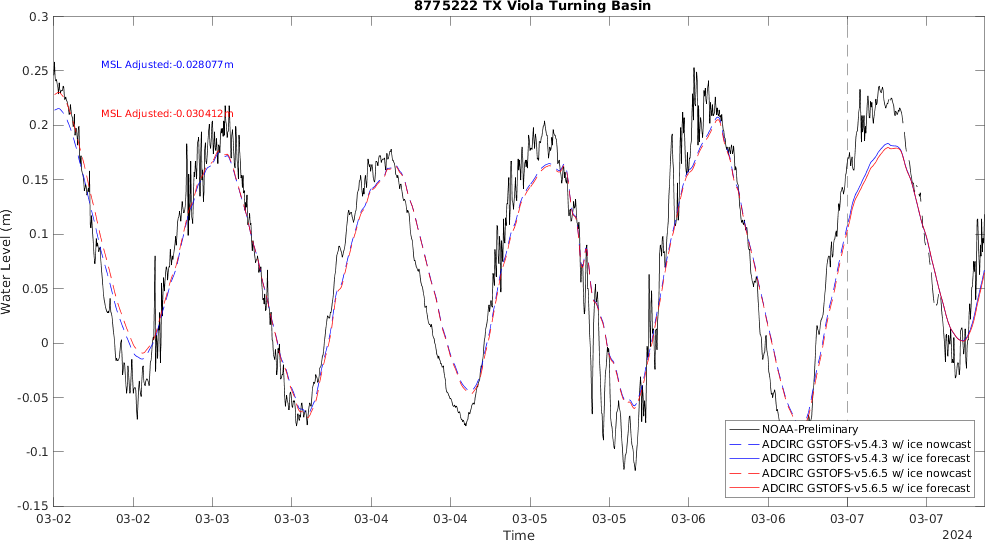 8775222 TX Viola Turning Basin
0.3
0.25
0.2
0.15
0.1
0.05
0
-0.05
-0.1
-0.15
Water Level (m)
MSL Adjusted:-0.028077m
MSL Adjusted:-0.030412m
NOAA-Preliminary
ADCIRC GSTOFS-v5.4.3 w/ ice nowcast
ADCIRC GSTOFS-v5.4.3 w/ ice forecast
ADCIRC GSTOFS-v5.6.5 w/ ice nowcast
ADCIRC GSTOFS-v5.6.5 w/ ice forecast
03-02 03-02 03-03 03-03 03-04 03-04 03-05 03-05 03-06 03-06 03-07 03-07
Time
2024